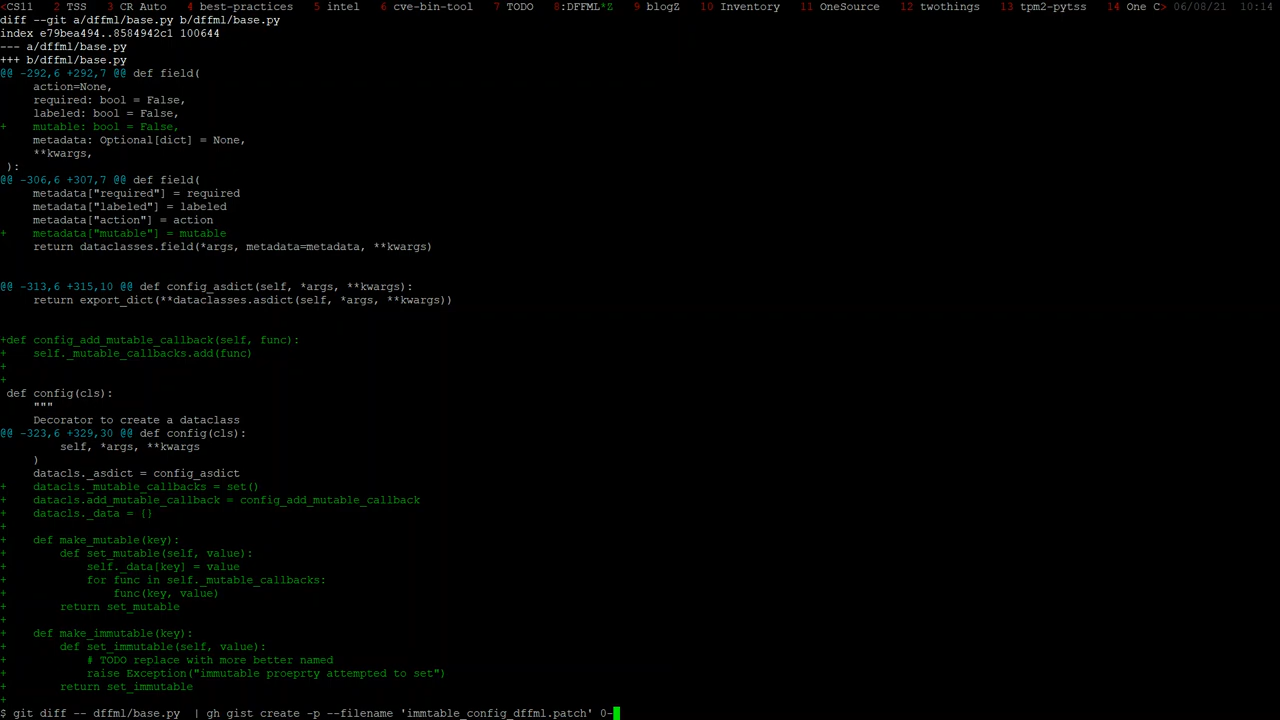 <CS11    2 TSS    3 CR Auto    4 best-practices    5 intel    6 cve-bin-tool    7 TODO    8:DFFML*Z    9 blogZ    10 Inventory    11 OneSource    12 twothings    13 tpm2-pytss    14 One C> 06/08/21 10:14
diff --git a/dffml/base.py b/dffml/base.py
index e79bea494..8584942c1 100644
--- a/dffml/base.py
+++ b/dffml/base.py
@@ -292,6 +292,7 @@ def field(
     action=None,
     required: bool = False,
     labeled: bool = False,
+    mutable: bool = False,
     metadata: Optional[dict] = None,
     **kwargs,
 ):
@@ -306,6 +307,7 @@ def field(
     metadata["required"] = required
     metadata["labeled"] = labeled
     metadata["action"] = action
+    metadata["mutable"] = mutable
     return dataclasses.field(*args, metadata=metadata, **kwargs)
@@ -313,6 +315,10 @@ def config_asdict(self, *args, **kwargs):
     return export_dict(**dataclasses.asdict(self, *args, **kwargs))
+def config_add_mutable_callback(self, func):
+    self._mutable_callbacks.add(func)
+
+
 def config(cls):
     """
     Decorator to create a dataclass
@@ -323,6 +329,30 @@ def config(cls):
         self, *args, **kwargs
     )
     datacls._asdict = config_asdict
+    datacls._mutable_callbacks = set()
+    datacls.add_mutable_callback = config_add_mutable_callback
+    datacls._data = {}
+
+    def make_mutable(key):
+        def set_mutable(self, value):
+            self._data[key] = value
+            for func in self._mutable_callbacks:
+                func(key, value)
+        return set_mutable
+
+    def make_immutable(key):
+        def set_immutable(self, value):
+            # TODO replace with more better named
+            raise Exception("immutable proeprty attempted to set")
+        return set_immutable
+
$ git diff -- dffml/base.py  | gh gist create -p --filename 'immtable_config_dffml.patch' 0-